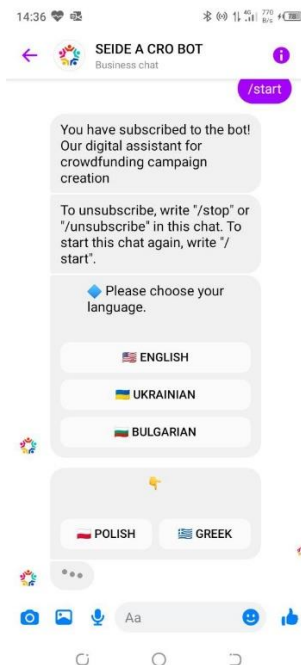 14:36
4G
770
B/s
SEIDE A CRO BOT
Business chat
/start
You have subscribed to the bot!
Our digital assistant for
crowdfunding campaign
creation
To unsubscribe, write "/stop" or
"/unsubscribe" in this chat. To
start this chat again, write "/
start".
🔷 Please choose your
language.
🇺🇸 ENGLISH
🇺🇦 UKRAINIAN
🇧🇬 BULGARIAN
👇
🇵🇱 POLISH
🇬🇷 GREEK
Aa